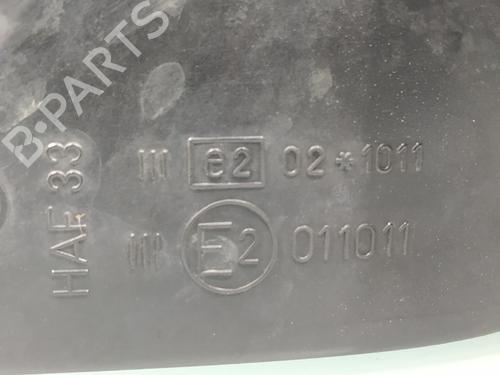 B-PARTS
HAF 33
III e2 02*1011
III E2 011011